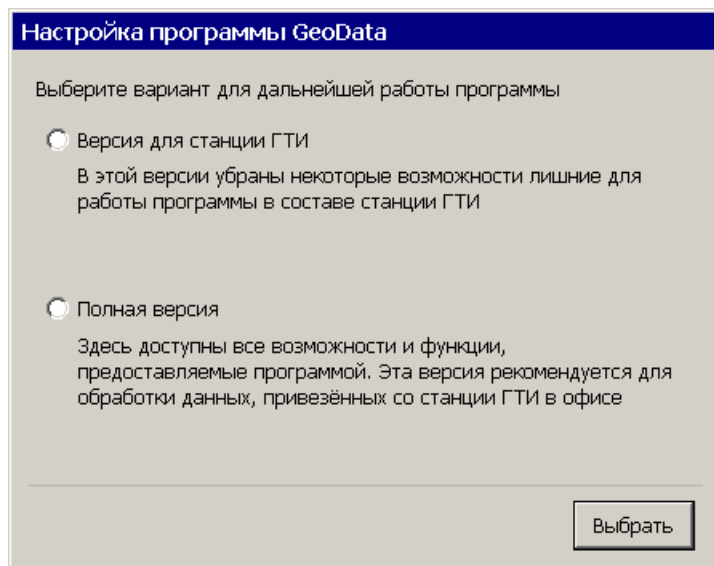 Настройка программы GeoData
Выберите вариант для дальнейшей работы программы
Версия для станции ГТИ
В этой версии убраны некоторые возможности лишние для
работы программы в составе станции ГТИ
Полная версия
Здесь доступны все возможности и функции,
предоставляемые программой. Эта версия рекомендуется для
обработки данных, привезённых со станции ГТИ в офисе
Выбрать